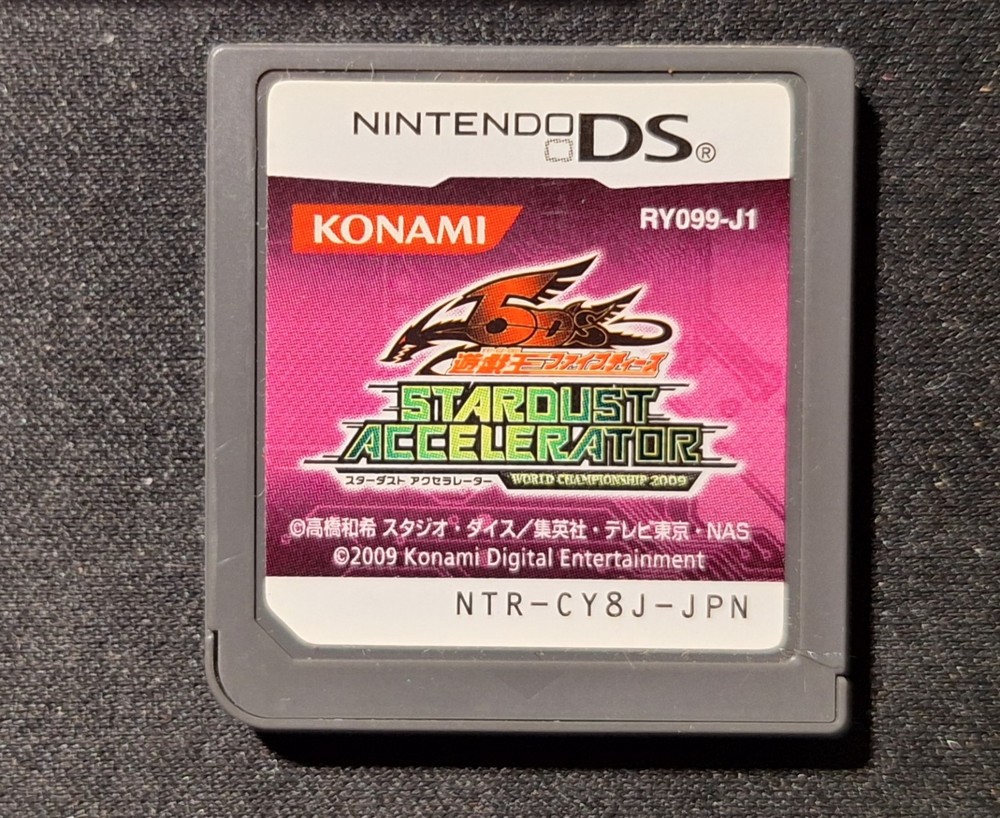 NINTENDO DS®
KONAMI
RY099-J1
5D's
遊戯王ファイブディーズ
STARDUST
ACCELERATOR
スターダスト アクセラレーター
WORLD CHAMPIONSHIP 2009
©高橋和希 スタジオ・ダイス／集英社・テレビ東京・NAS
©2009 Konami Digital Entertainment
NTR-CY8J-JPN